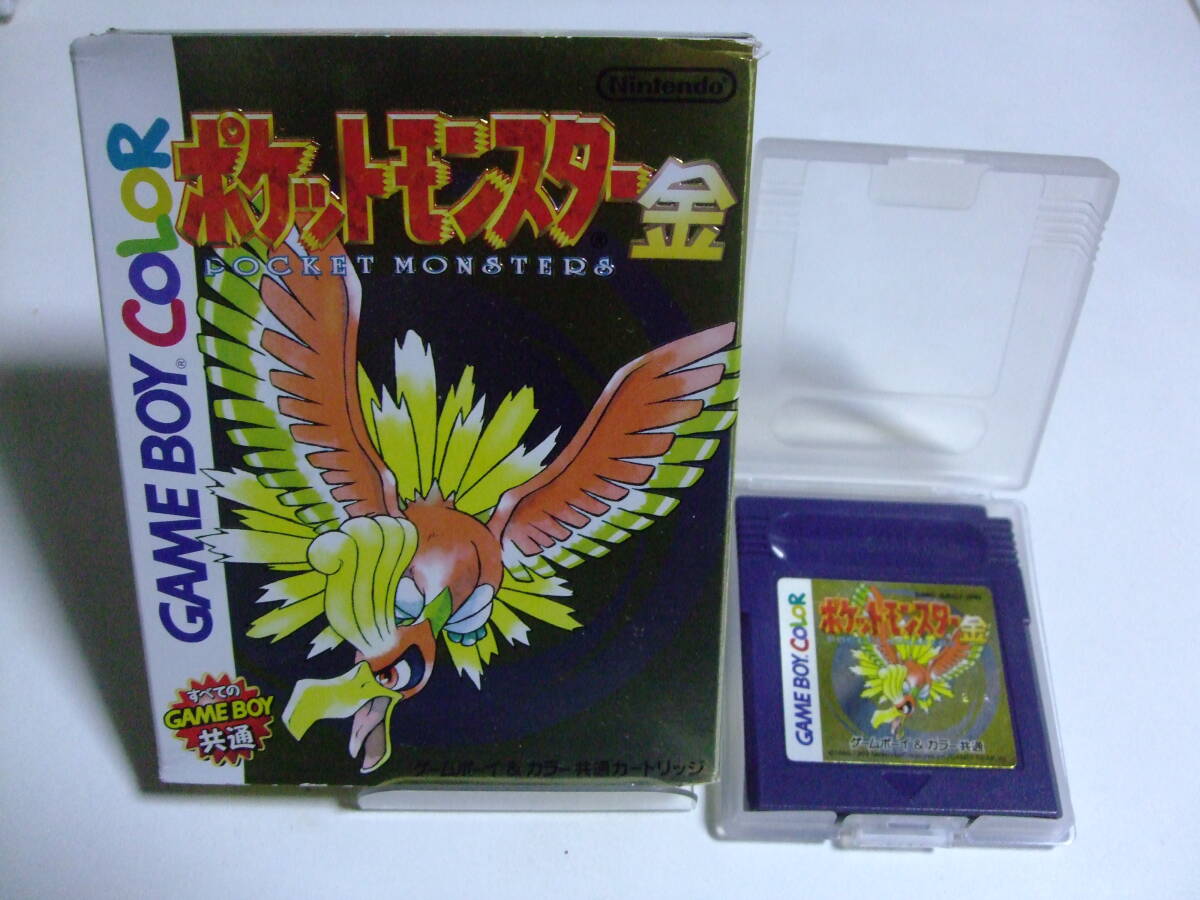 Nintendo®
ポケットモンスター金
®
POCKET MONSTERS
GAME BOY® COLOR
すべての
GAME BOY
共通
ゲームボーイ&カラー共通カートリッジ
ポケットモンスター金
GAME BOY COLOR
ゲームボーイ&カラー共通